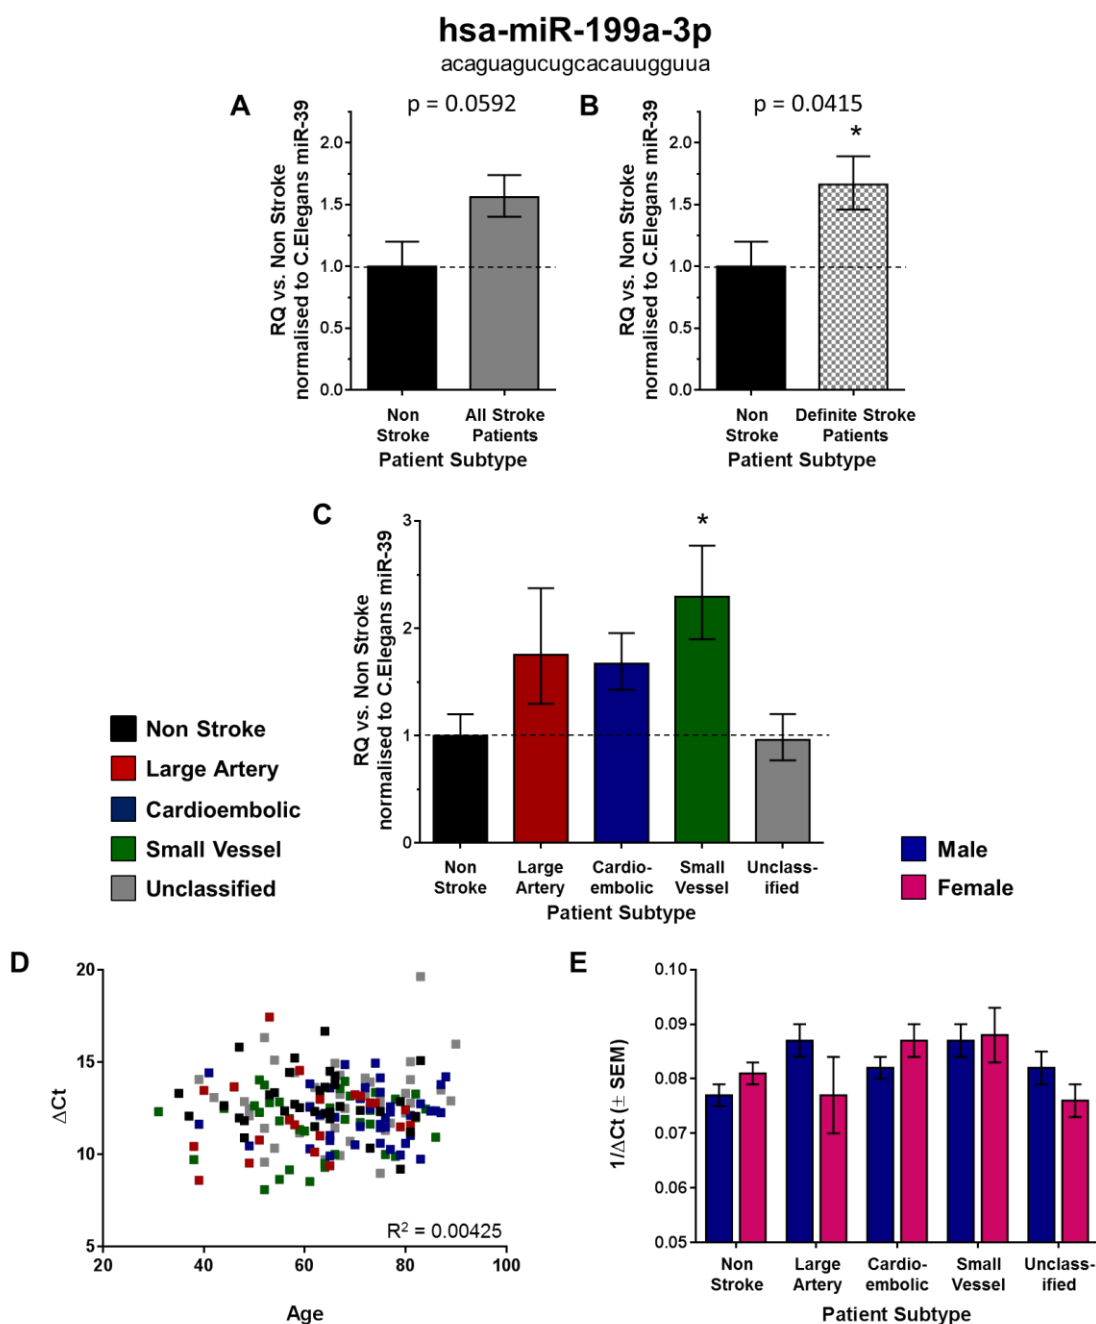 hsa-miR-199a-3p
acaguagucugcacauugguua
A
p = 0.0592
RQ vs. Non Stroke
normalised to C.Elegans miR-39
2.0
1.5
1.0
0.5
0.0
Non
Stroke
All Stroke
Patients
Patient Subtype
B
p = 0.0415
*
RQ vs. Non Stroke
normalised to C.Elegans miR-39
2.0
1.5
1.0
0.5
0.0
Non
Stroke
Definite Stroke
Patients
Patient Subtype
C
*
RQ vs. Non Stroke
normalised to C.Elegans miR-39
3
2
1
0
Non
Stroke
Large
Artery
Cardio-
embolic
Small
Vessel
Unclass-
ified
Patient Subtype
Non Stroke
Large Artery
Cardioembolic
Small Vessel
Unclassified
Male
Female
D
ΔCt
20
15
10
5
20
40
60
80
100
R² = 0.00425
Age
E
1/ΔCt (± SEM)
0.10
0.09
0.08
0.07
0.06
0.05
Non
Stroke
Large
Artery
Cardio-
embolic
Small
Vessel
Unclass-
ified
Patient Subtype